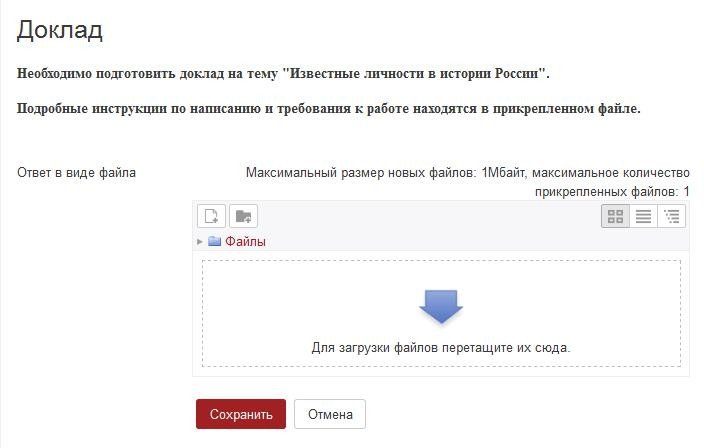 Доклад
Необходимо подготовить доклад на тему "Известные личности в истории России".
Подробные инструкции по написанию и требования к работе находятся в прикрепленном файле.
Ответ в виде файла
Максимальный размер новых файлов: 1Мбайт, максимальное количество
прикрепленных файлов: 1
Файлы
Для загрузки файлов перетащите их сюда.
Сохранить
Отмена